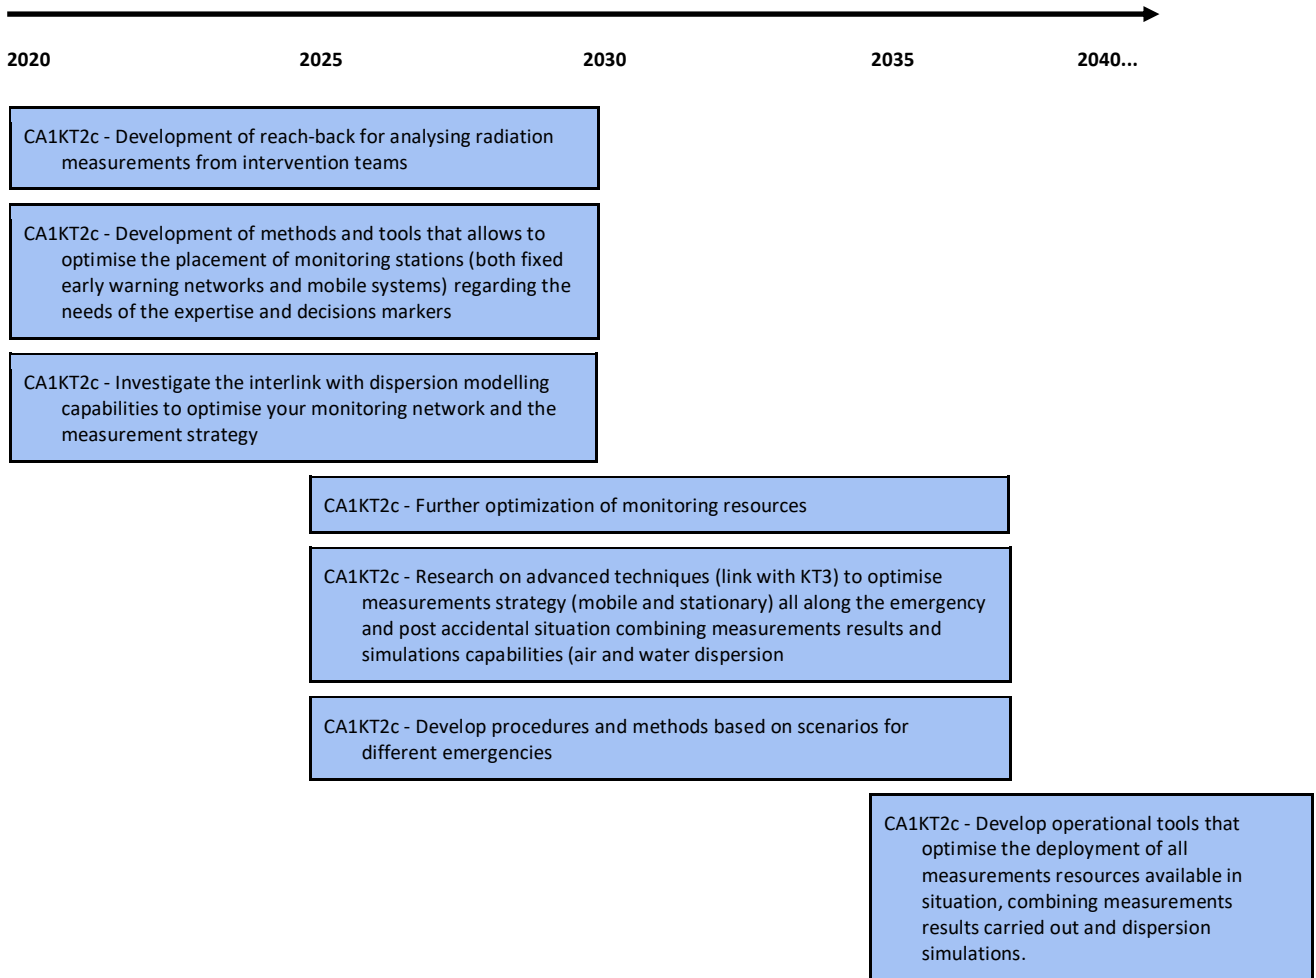 2020 2025 2030 2035 2040...
CA1KT2c - Development of reach-back for analysing radiation
measurements from intervention teams
CA1KT2c - Development of methods and tools that allows to
optimise the placement of monitoring stations (both fixed
early warning networks and mobile systems) regarding the
needs of the expertise and decisions markers
CA1KT2c - Investigate the interlink with dispersion modelling
capabilities to optimise your monitoring network and the
measurement strategy
CA1KT2c - Further optimization of monitoring resources
CA1KT2c - Research on advanced techniques (link with KT3) to optimise
measurements strategy (mobile and stationary) all along the emergency
and post accidental situation combining measurements results and
simulations capabilities (air and water dispersion
CA1KT2c - Develop procedures and methods based on scenarios for
different emergencies
CA1KT2c - Develop operational tools that
optimise the deployment of all
measurements resources available in
situation, combining measurements
results carried out and dispersion
simulations.